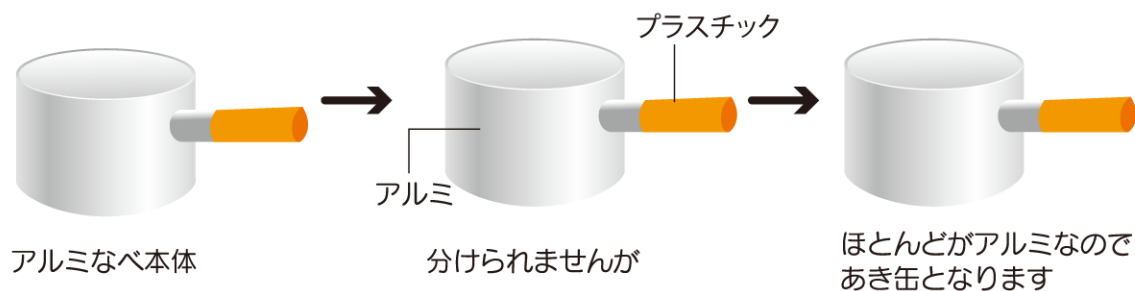 プラスチック
アルミ
アルミなべ本体
分けられませんが
ほとんどがアルミなので
あき缶となります